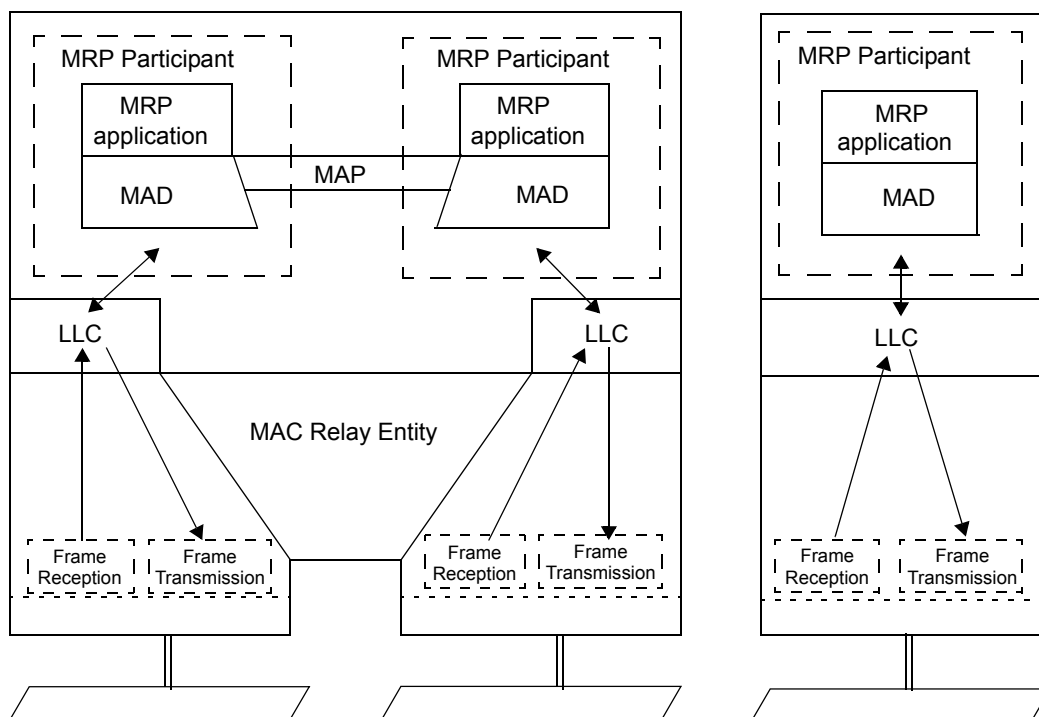 MRP Participant
MRP
application
MAD
MAP
MRP Participant
MRP
application
MAD
LLC
LLC
MAC Relay Entity
Frame
Reception
Frame
Transmission
Frame
Reception
Frame
Transmission
MRP Participant
MRP
application
MAD
LLC
Frame
Reception
Frame
Transmission